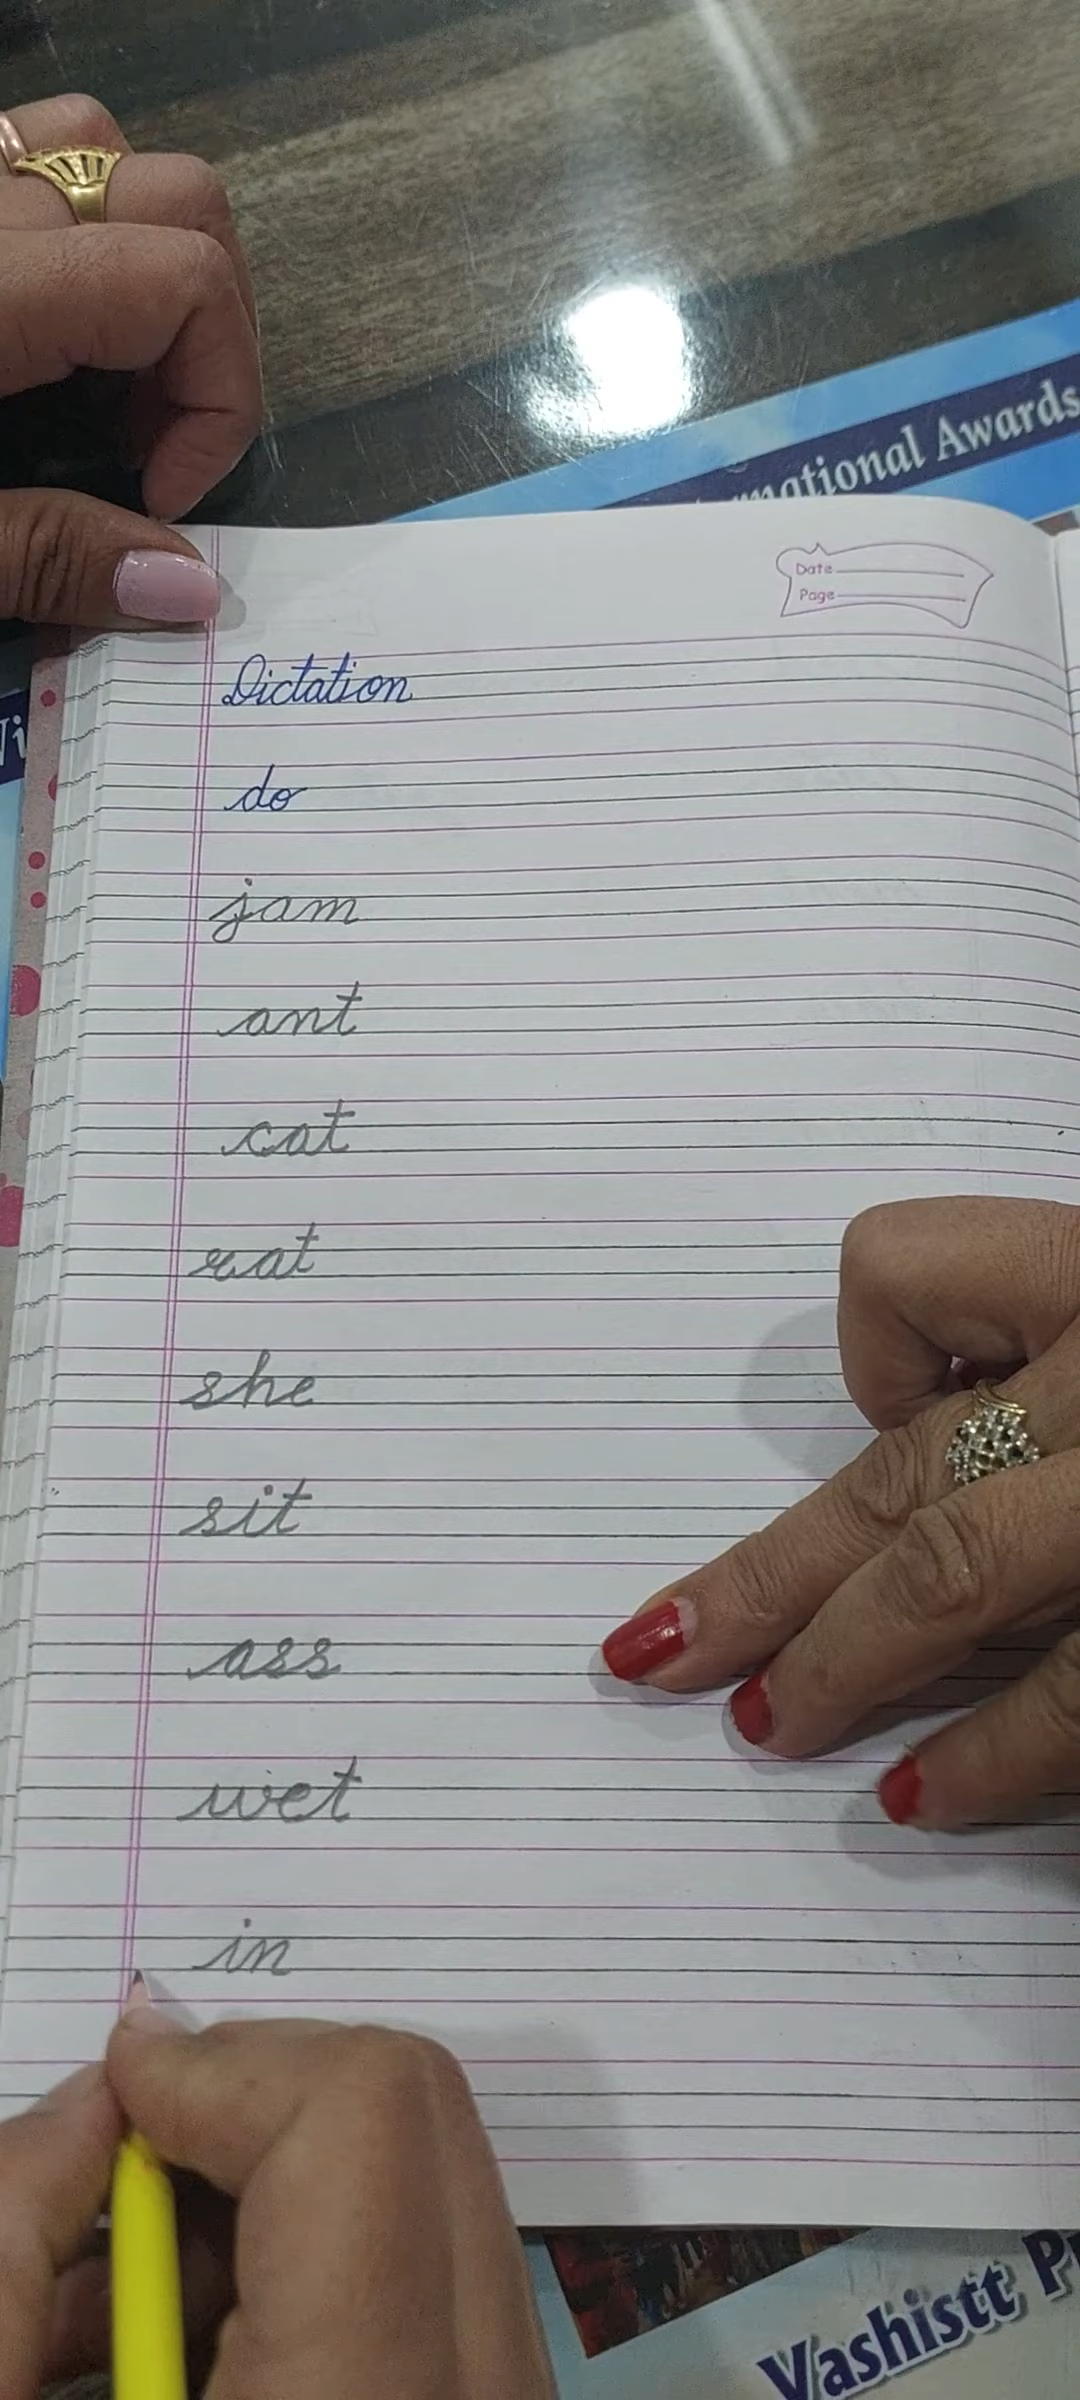 national Awards
Date
Page
Dictation
do
jam
ant
cat
rat
she
sit
ass
wet
in
Vashistt